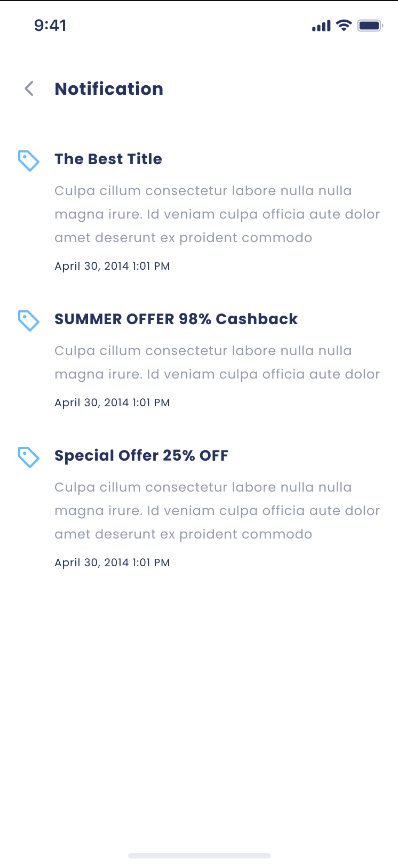 9:41
Notification
The Best Title
Culpa cillum consectetur labore nulla nulla
magna irure. Id veniam culpa officia aute dolor
amet deserunt ex proident commodo
April 30, 2014 1:01 PM
SUMMER OFFER 98% Cashback
Culpa cillum consectetur labore nulla nulla
magna irure. Id veniam culpa officia aute dolor
April 30, 2014 1:01 PM
Special Offer 25% OFF
Culpa cillum consectetur labore nulla nulla
magna irure. Id veniam culpa officia aute dolor
amet deserunt ex proident commodo
April 30, 2014 1:01 PM